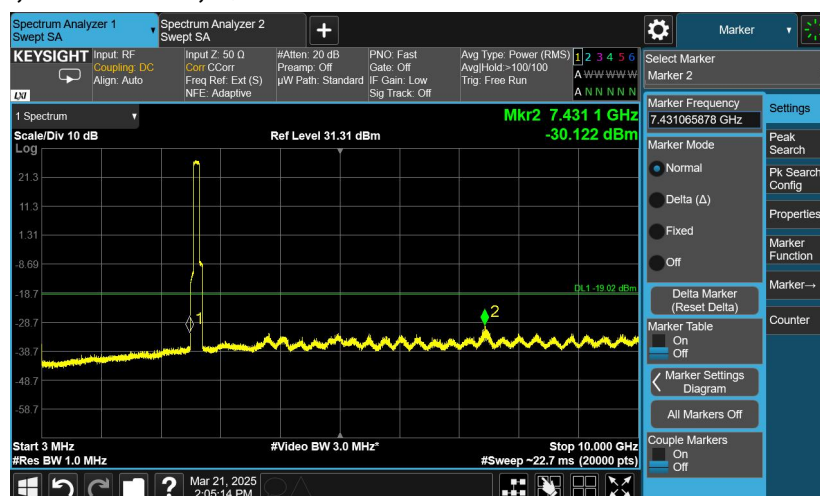 Spectrum Analyzer 1
Swept SA
Spectrum Analyzer 2
Swept SA
Marker
KEYSIGHT
LXI
Input: RF
Coupling: DC
Align: Auto
Input Z: 50 Ω
Corr CCorr
Freq Ref: Ext (S)
NFE: Adaptive
#Atten: 20 dB
Preamp: Off
µW Path: Standard
PNO: Fast
Gate: Off
IF Gain: Low
Sig Track: Off
Avg Type: Power (RMS)
Avg|Hold:>100/100
Trig: Free Run
1 2 3 4 5 6
A W W W W W
A N N N N N
1 Spectrum
Scale/Div 10 dB
Log
Ref Level 31.31 dBm
Mkr2 7.431 1 GHz
-30.122 dBm
21.3
11.3
1.31
-8.69
-18.7
-28.7
-38.7
-48.7
-58.7
DL1 -19.02 dBm
1
2
Start 3 MHz
#Res BW 1.0 MHz
#Video BW 3.0 MHz*
Stop 10.000 GHz
#Sweep ~22.7 ms (20000 pts)
Select Marker
Marker 2
Marker Frequency
7.431065878 GHz
Marker Mode
Normal
Delta (Δ)
Fixed
Off
Delta Marker
(Reset Delta)
Marker Table
On
Off
Marker Settings
Diagram
All Markers Off
Couple Markers
On
Off
Settings
Peak
Search
Pk Search
Config
Properties
Marker
Function
Marker→
Counter
?
Mar 21, 2025
2:05:14 PM